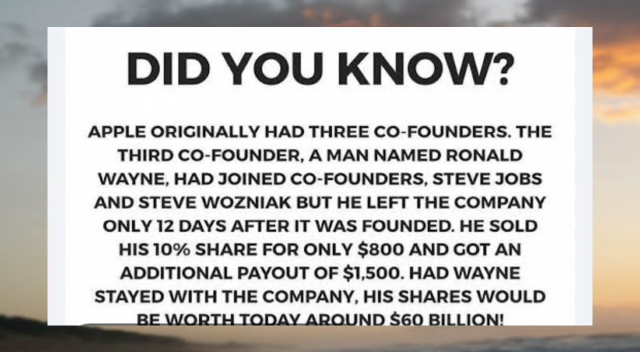 DID YOU KNOW?
APPLE ORIGINALLY HAD THREE CO-FOUNDERS. THE
THIRD CO-FOUNDER, A MAN NAMED RONALD
WAYNE, HAD JOINED CO-FOUNDERS, STEVE JOBS
AND STEVE WOZNIAK BUT HE LEFT THE COMPANY
ONLY 12 DAYS AFTER IT WAS FOUNDED. HE SOLD
HIS 10% SHARE FOR ONLY $800 AND GOT AN
ADDITIONAL PAYOUT OF $1,500. HAD WAYNE
STAYED WITH THE COMPANY, HIS SHARES WOULD
BE WORTH TODAY AROUND $60 BILLION!